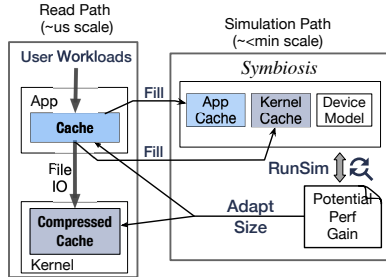 Read Path
(~us scale)
User Workloads
App
Cache
File
IO
Compressed
Cache
Kernel
Fill
Fill
Simulation Path
(~<min scale)
Symbiosis
App
Cache
Kernel
Cache
Device
Model
RunSim
Adapt
Size
Potential
Perf
Gain